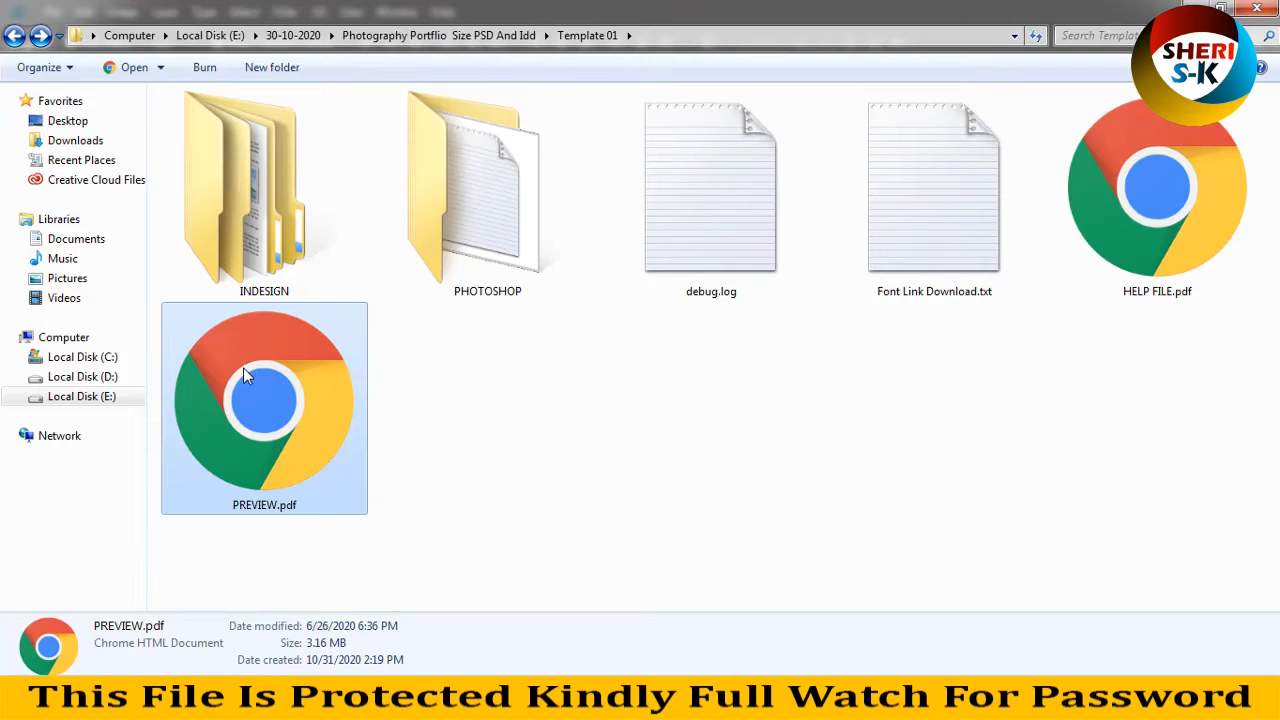 Computer
Local Disk (E:)
30-10-2020
Photography Portflio Size PSD And Idd
Template 01
Search Templ
SHERI
S-K
Organize
Open
Burn
New folder
Favorites
Desktop
Downloads
Recent Places
Creative Cloud Files
Libraries
Documents
Music
Pictures
Videos
Computer
Local Disk (C:)
Local Disk (D:)
Local Disk (E:)
Network
INDESIGN
PHOTOSHOP
debug.log
Font Link Download.txt
HELP FILE.pdf
PREVIEW.pdf
PREVIEW.pdf
Chrome HTML Document
Date modified: 6/26/2020 6:36 PM
Size: 3.16 MB
Date created: 10/31/2020 2:19 PM
This File Is Protected Kindly Full Watch For Password